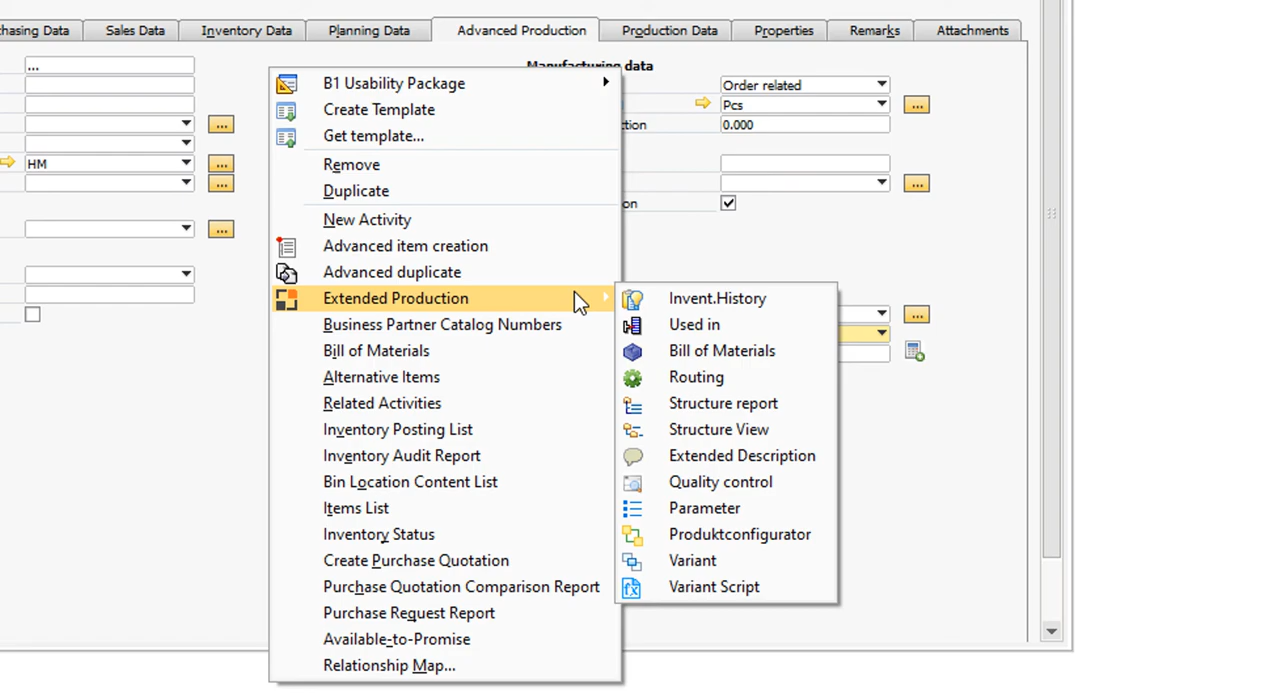 hasing Data
Sales Data
Inventory Data
Planning Data
Advanced Production
Production Data
Properties
Remarks
Attachments
...
Manufacturing data
Order related
Pcs
...
...
tion
0.000
HM
...
...
...
on
...
...
B1 Usability Package
Create Template
Get template...
Remove
Duplicate
New Activity
Advanced item creation
Advanced duplicate
Extended Production
Business Partner Catalog Numbers
Bill of Materials
Alternative Items
Related Activities
Inventory Posting List
Inventory Audit Report
Bin Location Content List
Items List
Inventory Status
Create Purchase Quotation
Purchase Quotation Comparison Report
Purchase Request Report
Available-to-Promise
Relationship Map...
Invent.History
Used in
Bill of Materials
Routing
Structure report
Structure View
Extended Description
Quality control
Parameter
Produktconfigurator
Variant
fx Variant Script